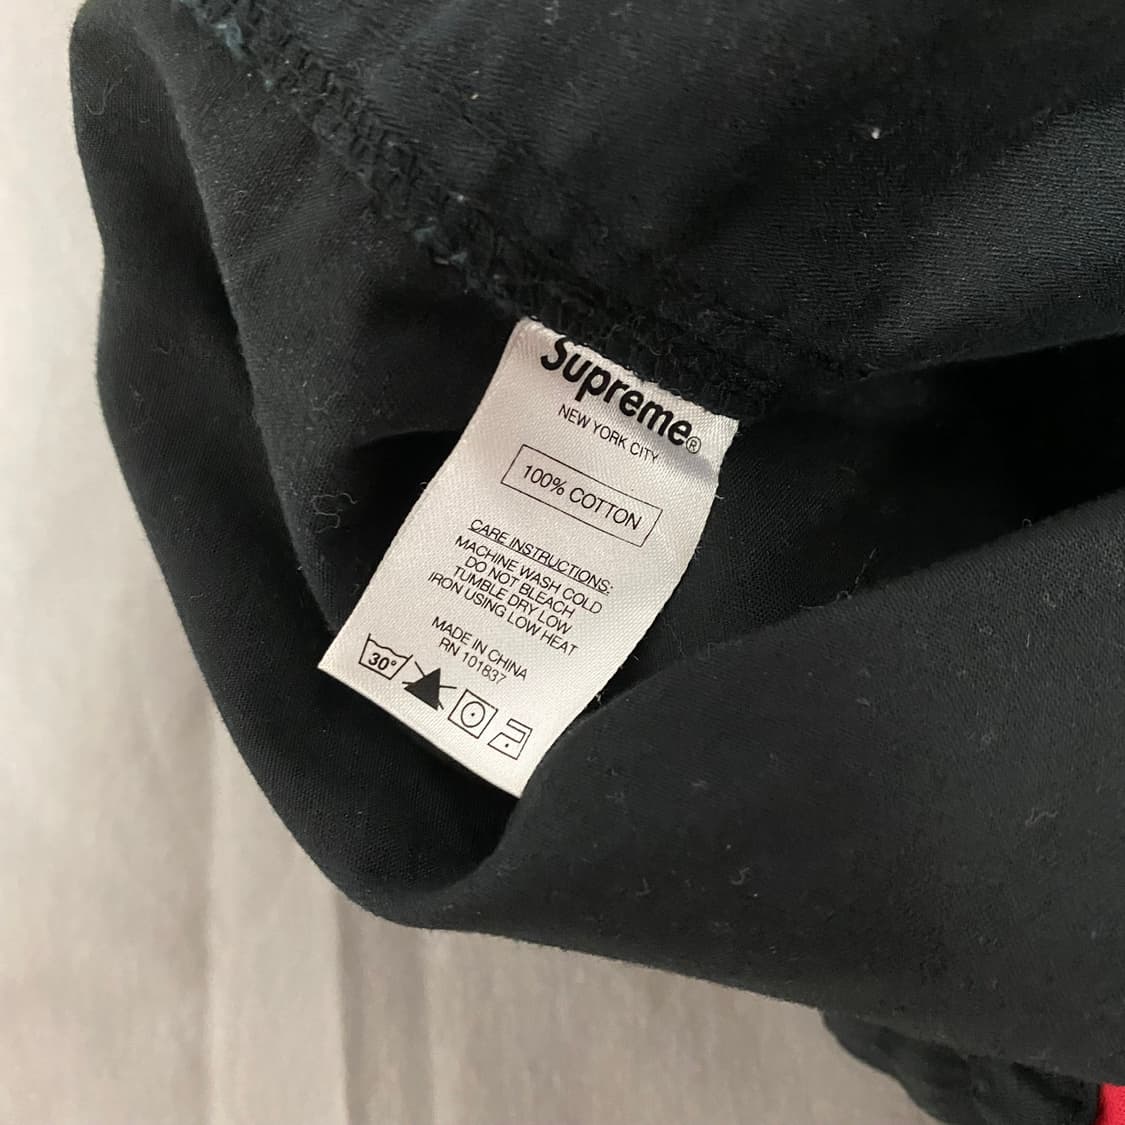 Supreme®
NEW YORK CITY
100% COTTON
CARE INSTRUCTIONS:
MACHINE WASH COLD
DO NOT BLEACH
TUMBLE DRY LOW
IRON USING LOW HEAT
MADE IN CHINA
RN 101837
30°